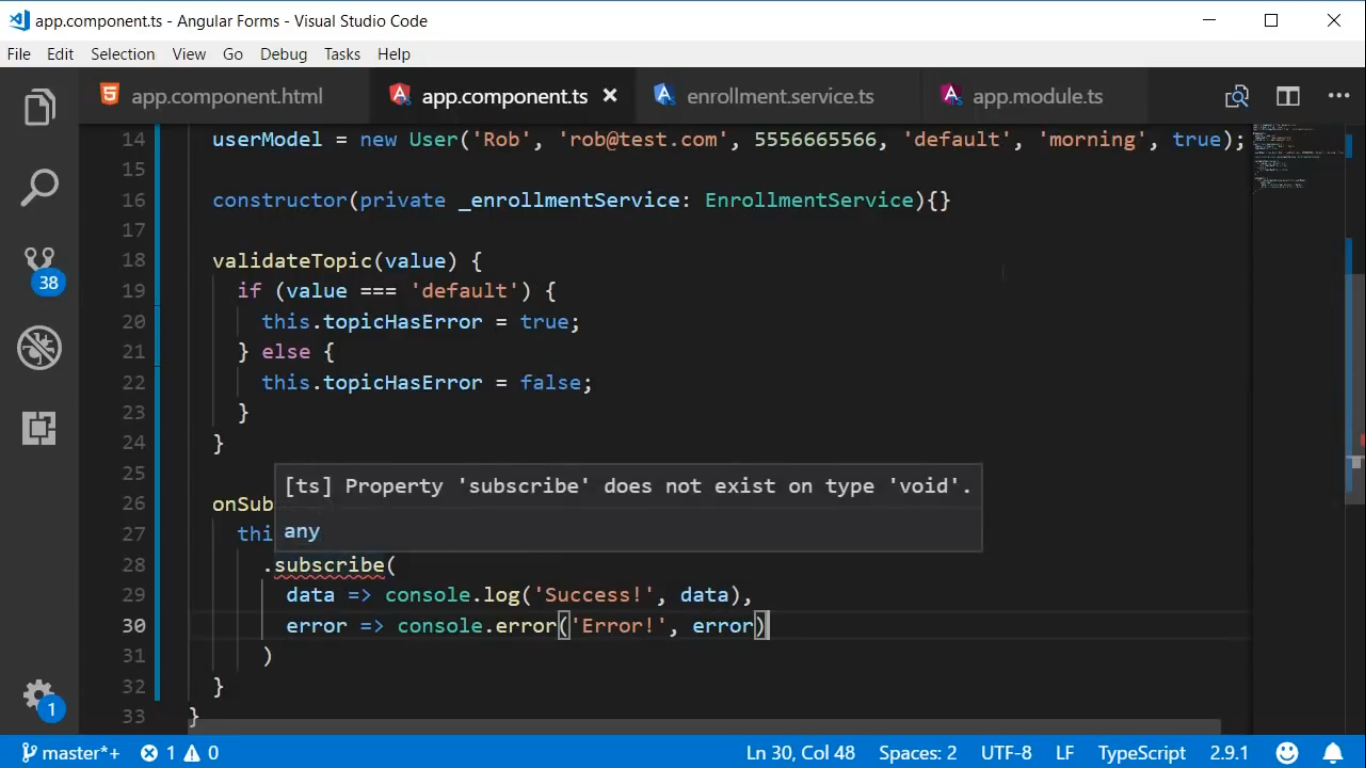 app.component.ts - Angular Forms - Visual Studio Code
File Edit Selection View Go Debug Tasks Help
app.component.html app.component.ts enrollment.service.ts app.module.ts
14 userModel = new User('Rob', 'rob@test.com', 5556665566, 'default', 'morning', true);
15
16 constructor(private _enrollmentService: EnrollmentService){}
17
18 validateTopic(value) {
19 if (value === 'default') {
20 this.topicHasError = true;
21 } else {
22 this.topicHasError = false;
23 }
24 }
25
[ts] Property 'subscribe' does not exist on type 'void'.
26 onSub
any
27 thi
28 .subscribe(
29 data => console.log('Success!', data),
30 error => console.error('Error!', error)
31 )
32 }
33 }
38
1
master*+ 1 0 Ln 30, Col 48 Spaces: 2 UTF-8 LF TypeScript 2.9.1